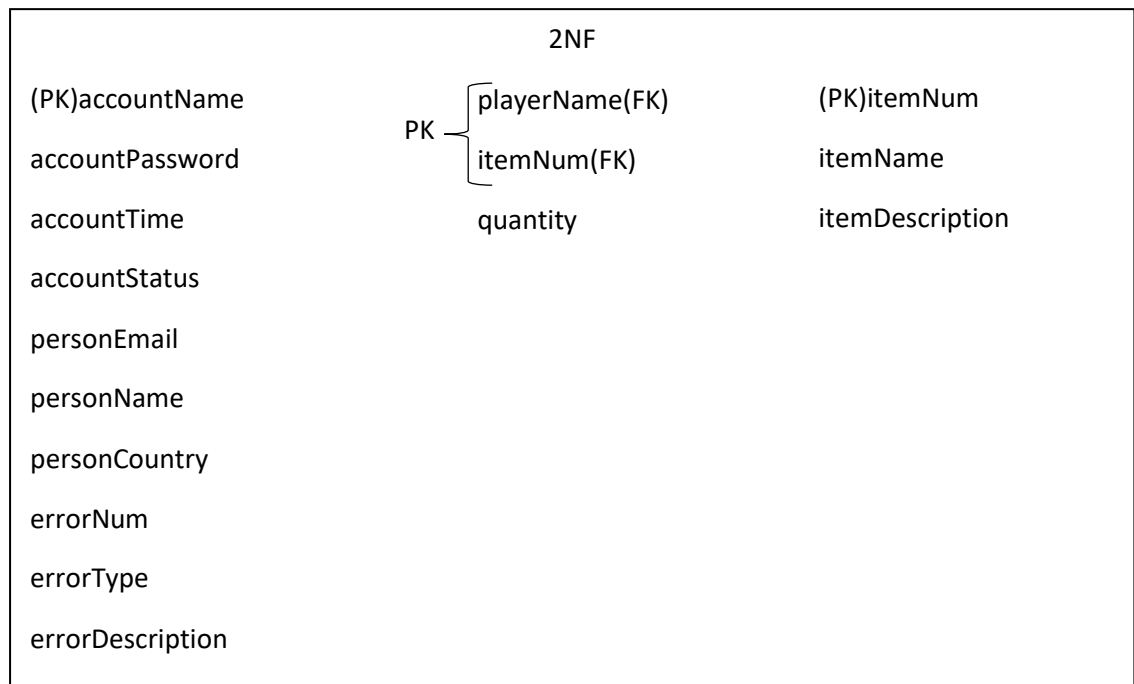 2NF
(PK)accountName
accountPassword
accountTime
accountStatus
personEmail
personName
personCountry
errorNum
errorType
errorDescription
PK
playerName(FK)
itemNum(FK)
quantity
(PK)itemNum
itemName
itemDescription